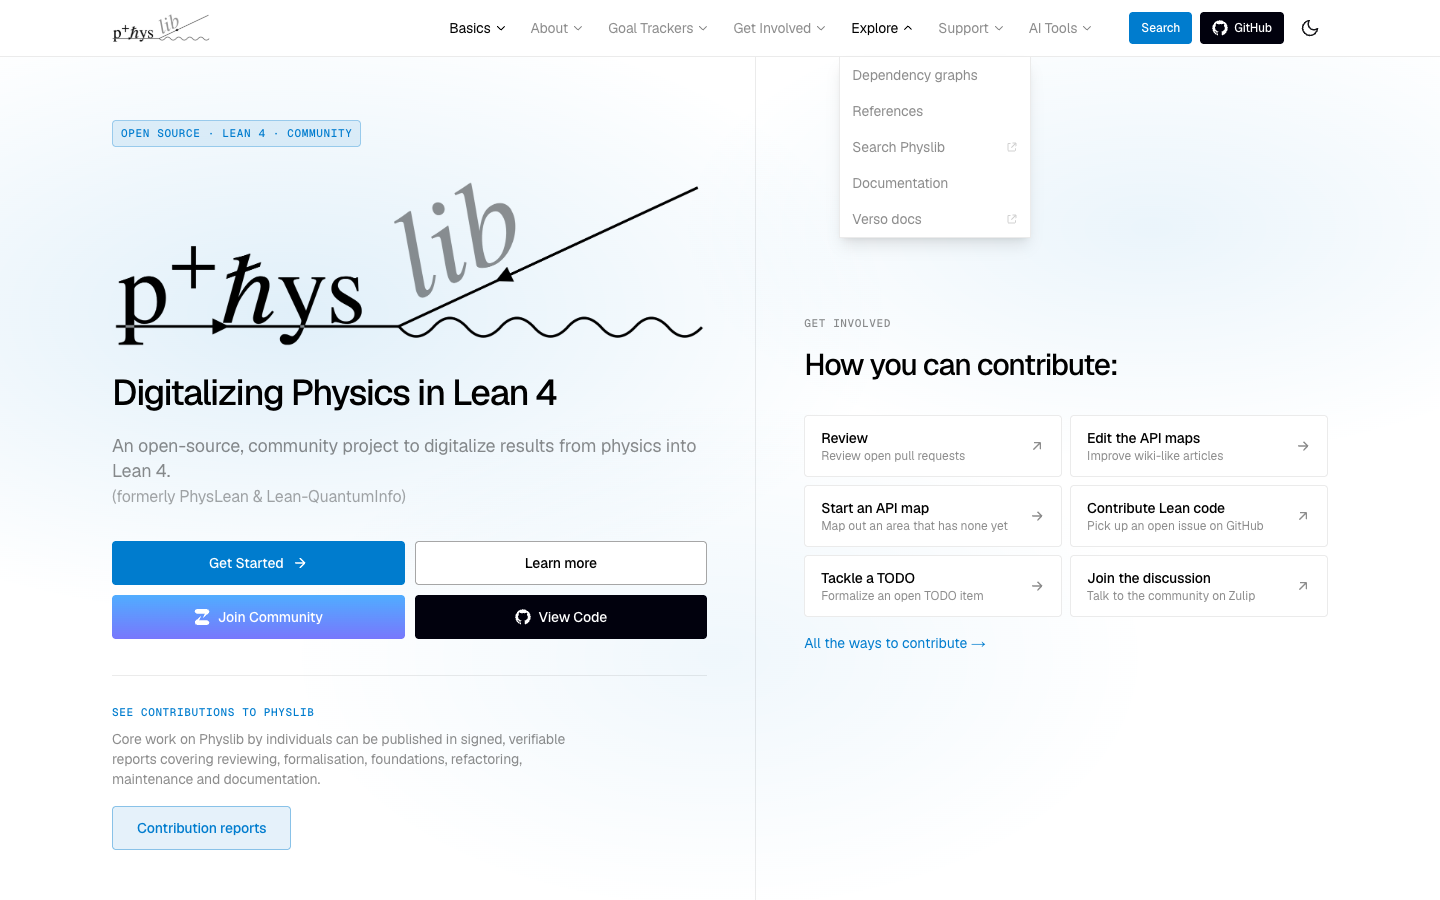 p⁺ℏys lib
Basics
About
Goal Trackers
Get Involved
Explore
Support
AI Tools
Search
GitHub
Dependency graphs
References
Search Physlib
Documentation
Verso docs
OPEN SOURCE · LEAN 4 · COMMUNITY
p⁺ℏys lib
Digitalizing Physics in Lean 4
An open-source, community project to digitalize results from physics into
Lean 4.
(formerly PhysLean & Lean-QuantumInfo)
Get Started →
Learn more
Join Community
View Code
SEE CONTRIBUTIONS TO PHYSLIB
Core work on Physlib by individuals can be published in signed, verifiable
reports covering reviewing, formalisation, foundations, refactoring,
maintenance and documentation.
Contribution reports
GET INVOLVED
How you can contribute:
Review
Review open pull requests
Edit the API maps
Improve wiki-like articles
Start an API map
Map out an area that has none yet
Contribute Lean code
Pick up an open issue on GitHub
Tackle a TODO
Formalize an open TODO item
Join the discussion
Talk to the community on Zulip
All the ways to contribute →